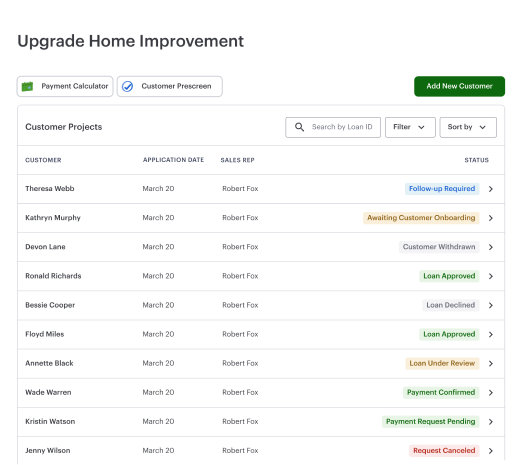 Upgrade Home Improvement
Payment Calculator Customer Prescreen Add New Customer
Customer Projects Search by Loan ID Filter Sort by
CUSTOMER APPLICATION DATE SALES REP STATUS
Theresa Webb March 20 Robert Fox Follow-up Required
Kathryn Murphy March 20 Robert Fox Awaiting Customer Onboarding
Devon Lane March 20 Robert Fox Customer Withdrawn
Ronald Richards March 20 Robert Fox Loan Approved
Bessie Cooper March 20 Robert Fox Loan Declined
Floyd Miles March 20 Robert Fox Loan Approved
Annette Black March 20 Robert Fox Loan Under Review
Wade Warren March 20 Robert Fox Payment Confirmed
Kristin Watson March 20 Robert Fox Payment Request Pending
Jenny Wilson March 20 Robert Fox Request Canceled